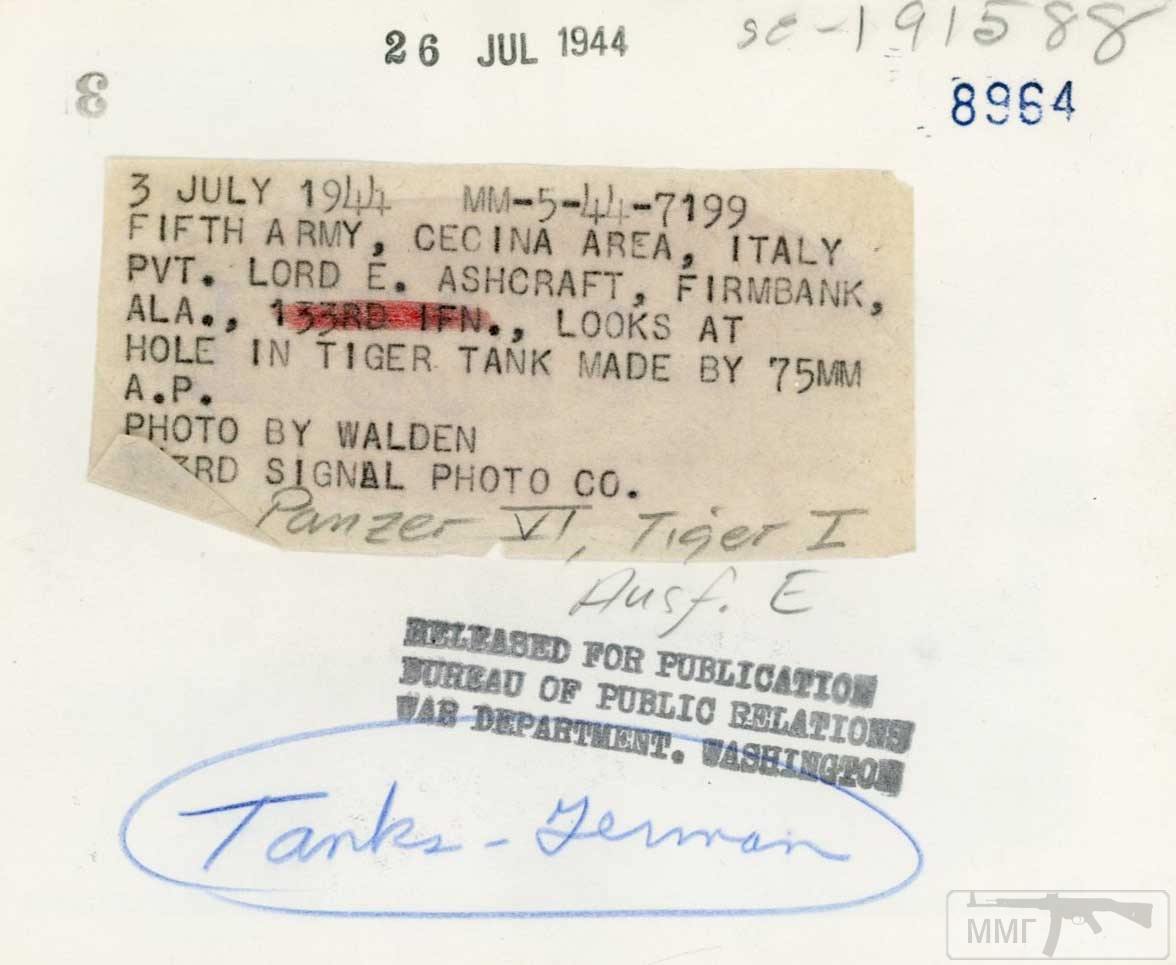 26 JUL 1944
SC-191588
8964
3
3 JULY 1944 MM-5-44-7199
FIFTH ARMY, CECINA AREA, ITALY
PVT. LORD E. ASHCRAFT, FIRMBANK,
ALA., 133RD IFN., LOOKS AT
HOLE IN TIGER TANK MADE BY 75MM
A.P.
PHOTO BY WALDEN
3RD SIGNAL PHOTO CO.
Panzer VI, Tiger I
Ausf. E
RELEASED FOR PUBLICATION
BUREAU OF PUBLIC RELATIONS
WAR DEPARTMENT. WASHINGTON
Tanks - German
ММГ